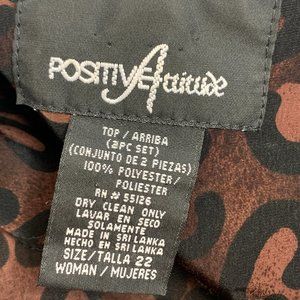 POSITIVE Attitude
TOP / ARRIBA
(2PC SET)
(CONJUNTO DE 2 PIEZAS)
100% POLYESTER/
POLIESTER
RN # 55126
DRY CLEAN ONLY
LAVAR EN SECO
SOLAMENTE
MADE IN SRI LANKA
HECHO EN SRI LANKA
SIZE/TALLA 22
WOMAN / MUJERES